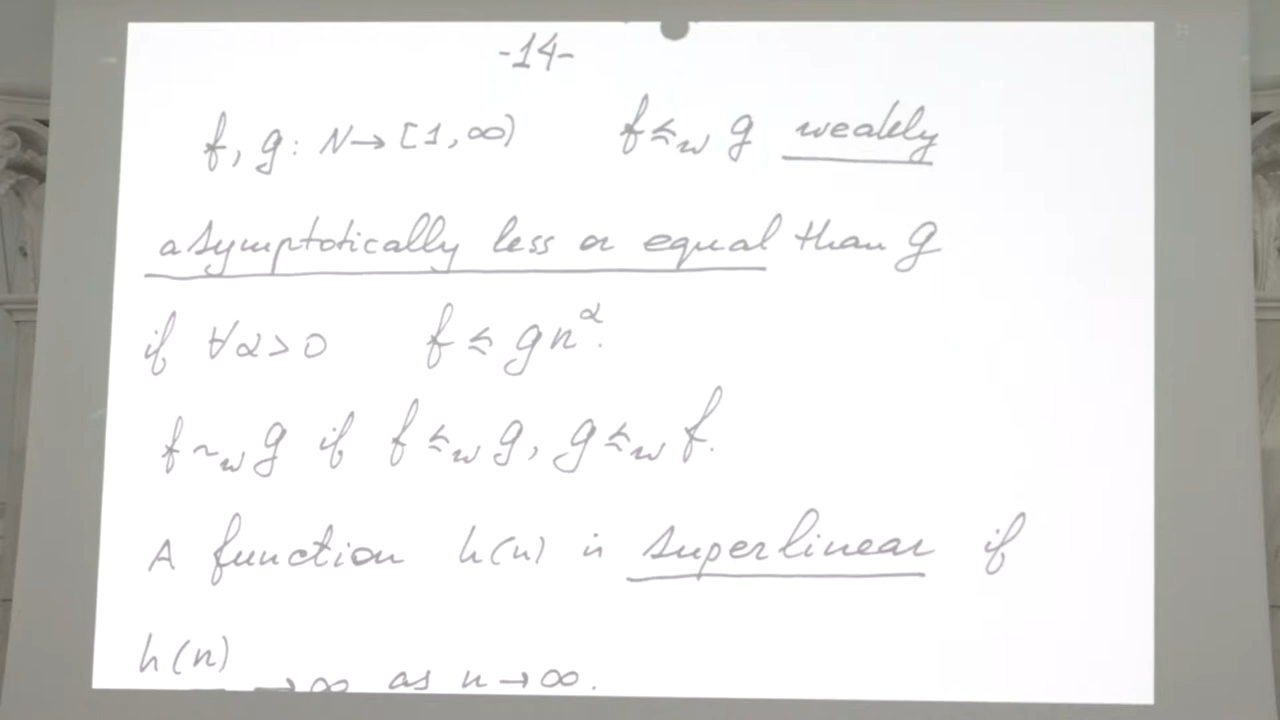 -14-
f, g: N→[1,∞) f ≲_w g weakly
asymptotically less or equal than g
if ∀α>0 f ≲ gn^α.
f ~_w g if f ≲_w g, g ≲_w f.
A function h(n) is superlinear if
h(n)
→∞ as n→∞.